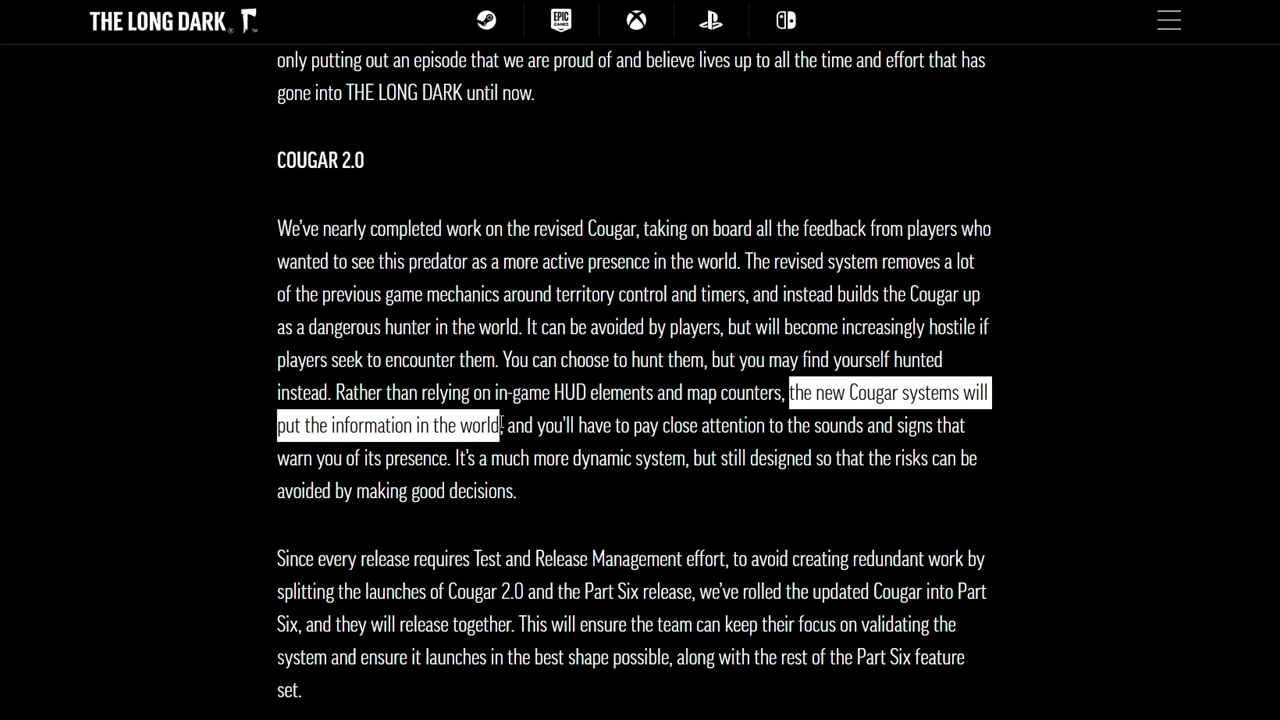 THE LONG DARK
EPIC GAMES
only putting out an episode that we are proud of and believe lives up to all the time and effort that has
gone into THE LONG DARK until now.
COUGAR 2.0
We’ve nearly completed work on the revised Cougar, taking on board all the feedback from players who
wanted to see this predator as a more active presence in the world. The revised system removes a lot
of the previous game mechanics around territory control and timers, and instead builds the Cougar up
as a dangerous hunter in the world. It can be avoided by players, but will become increasingly hostile if
players seek to encounter them. You can choose to hunt them, but you may find yourself hunted
instead. Rather than relying on in-game HUD elements and map counters, the new Cougar systems will
put the information in the world, and you’ll have to pay close attention to the sounds and signs that
warn you of its presence. It’s a much more dynamic system, but still designed so that the risks can be
avoided by making good decisions.
Since every release requires Test and Release Management effort, to avoid creating redundant work by
splitting the launches of Cougar 2.0 and the Part Six release, we’ve rolled the updated Cougar into Part
Six, and they will release together. This will ensure the team can keep their focus on validating the
system and ensure it launches in the best shape possible, along with the rest of the Part Six feature
set.